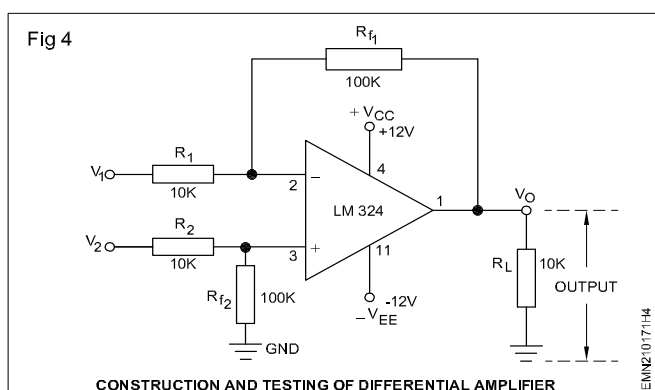 Fig 4
Rf1
100K
+ VCC
+12V
V1
R1
10K
2
−
4
LM 324
1
VO
V2
R2
10K
3
+
11
RL
10K
OUTPUT
Rf2
100K
-12V
− VEE
GND
CONSTRUCTION AND TESTING OF DIFFERENTIAL AMPLIFIER
EMN210171H4